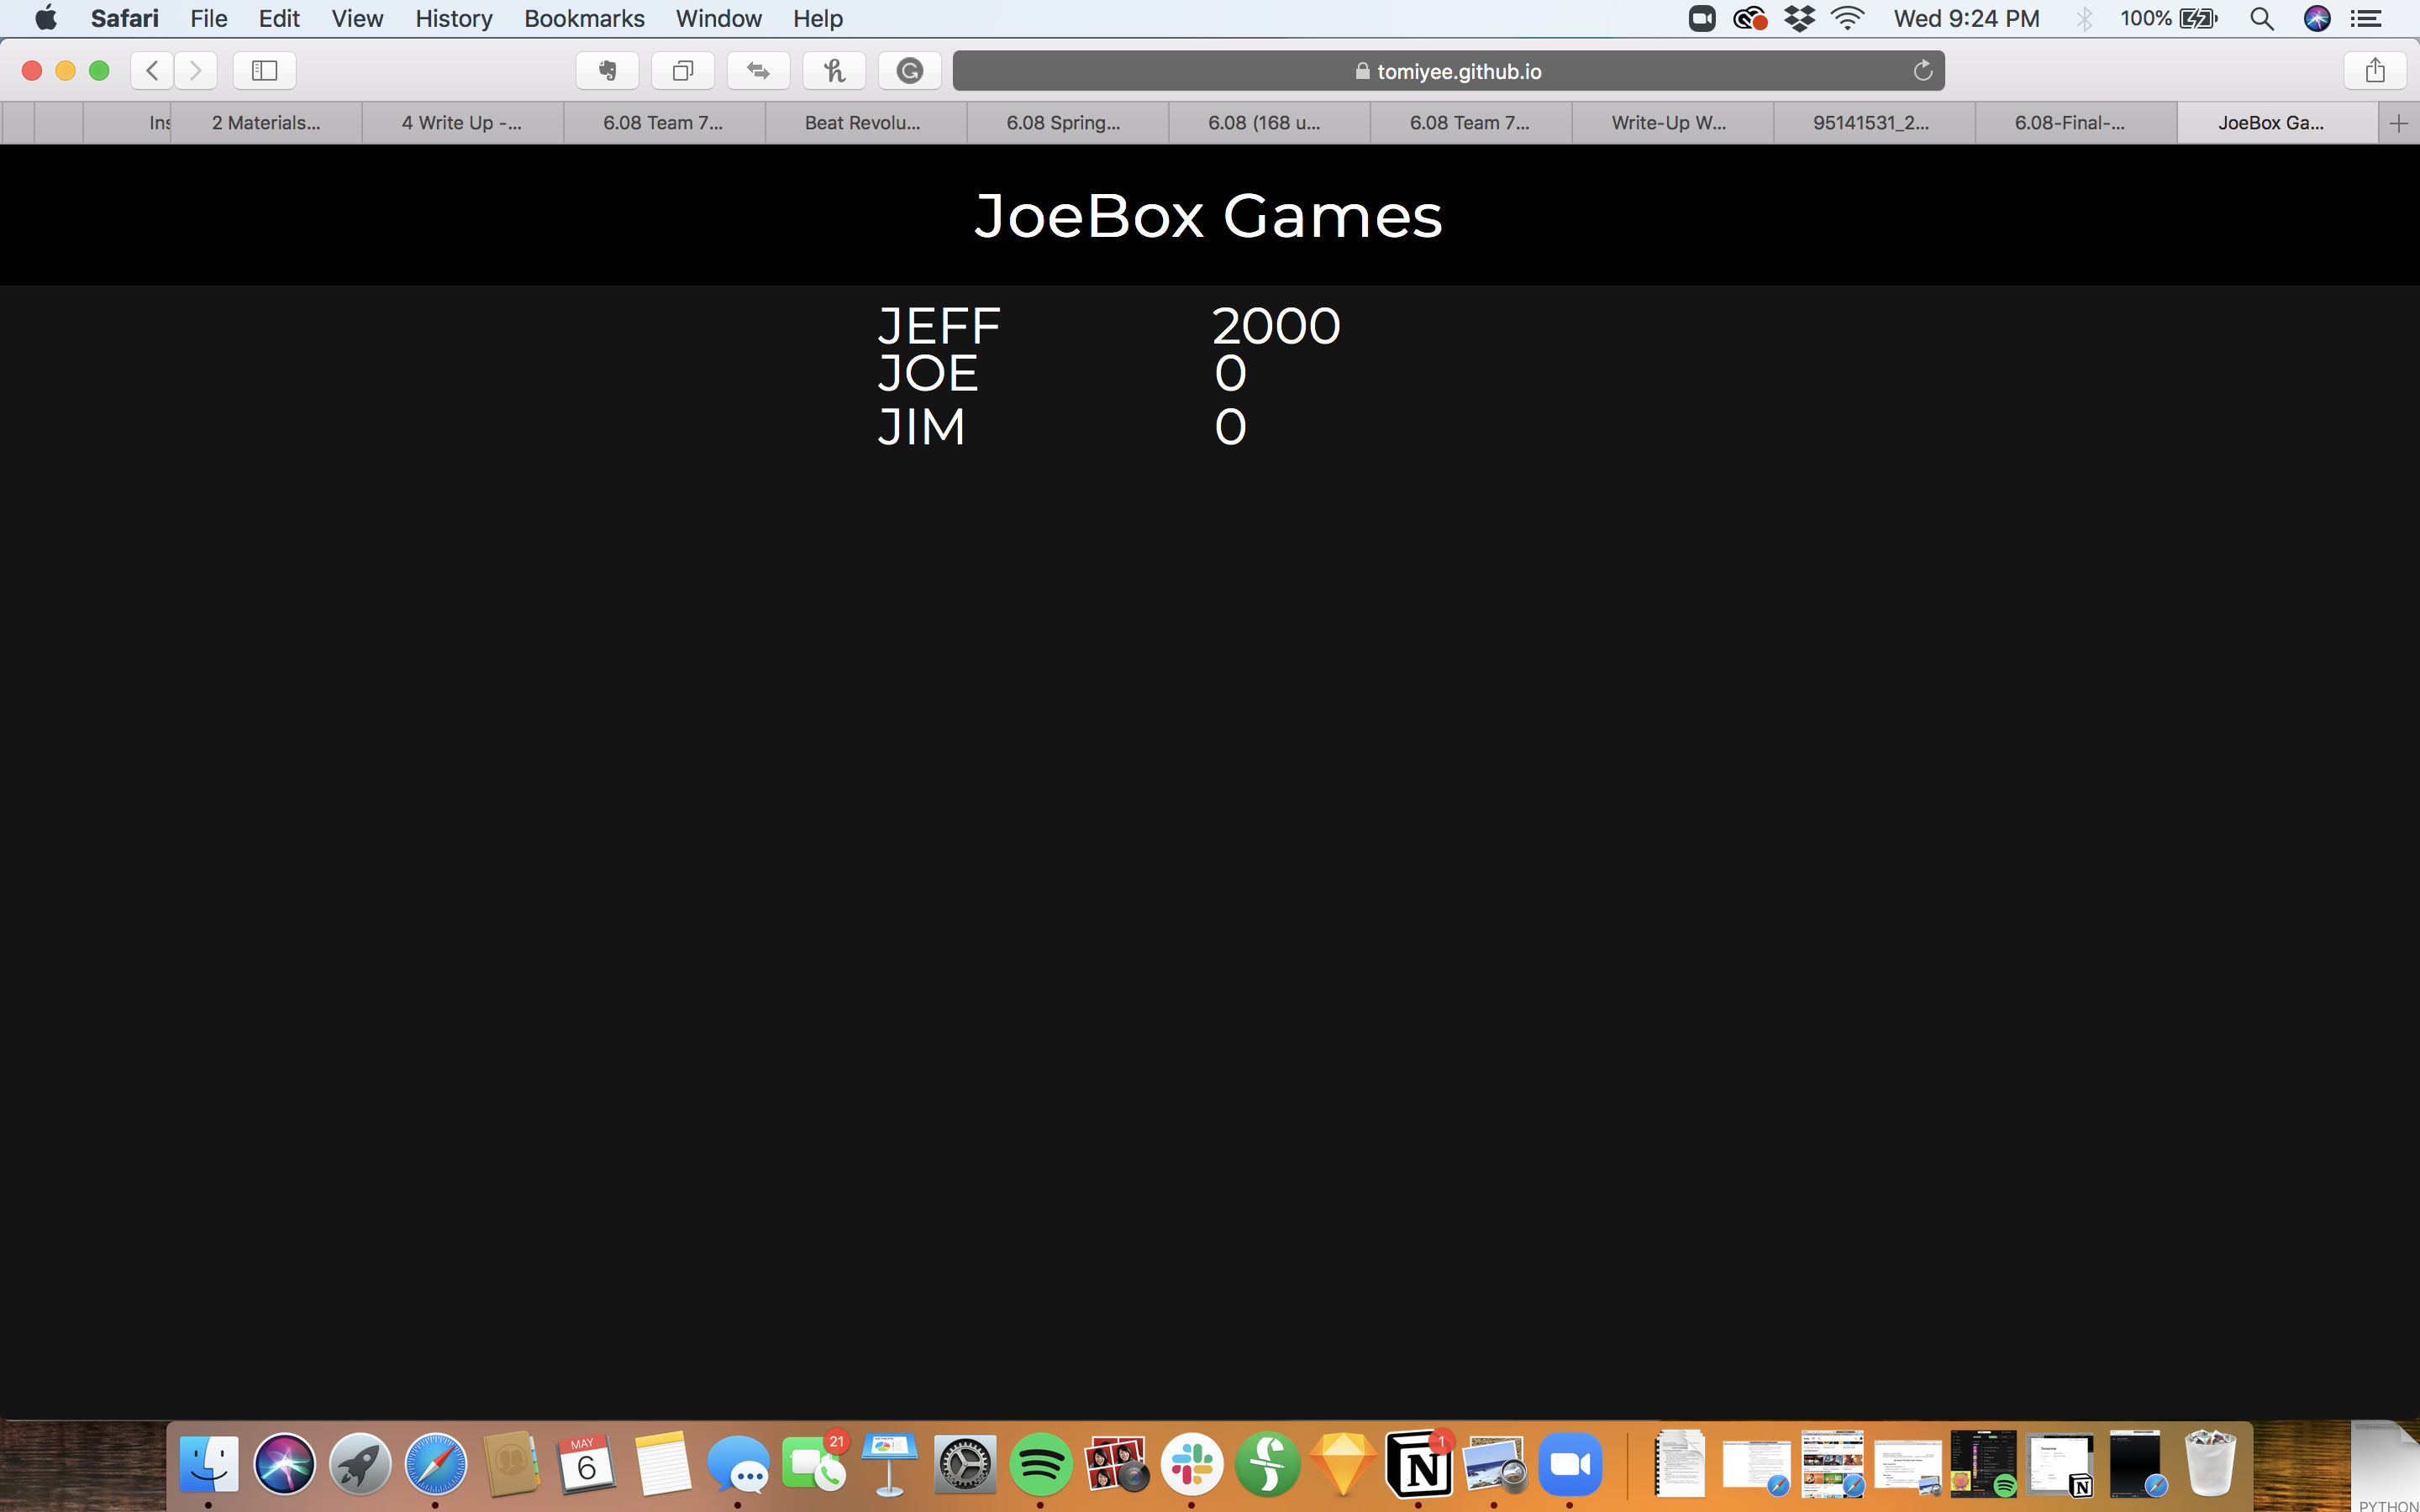 Safari File Edit View History Bookmarks Window Help Wed 9:24 PM 100%
tomiyee.github.io
Ins 2 Materials... 4 Write Up -... 6.08 Team 7... Beat Revolu... 6.08 Spring... 6.08 (168 u... 6.08 Team 7... Write-Up W... 95141531_2... 6.08-Final-... JoeBox Ga...
JoeBox Games
JEFF 2000
JOE 0
JIM 0
MAY
6
21
1
PYTHON